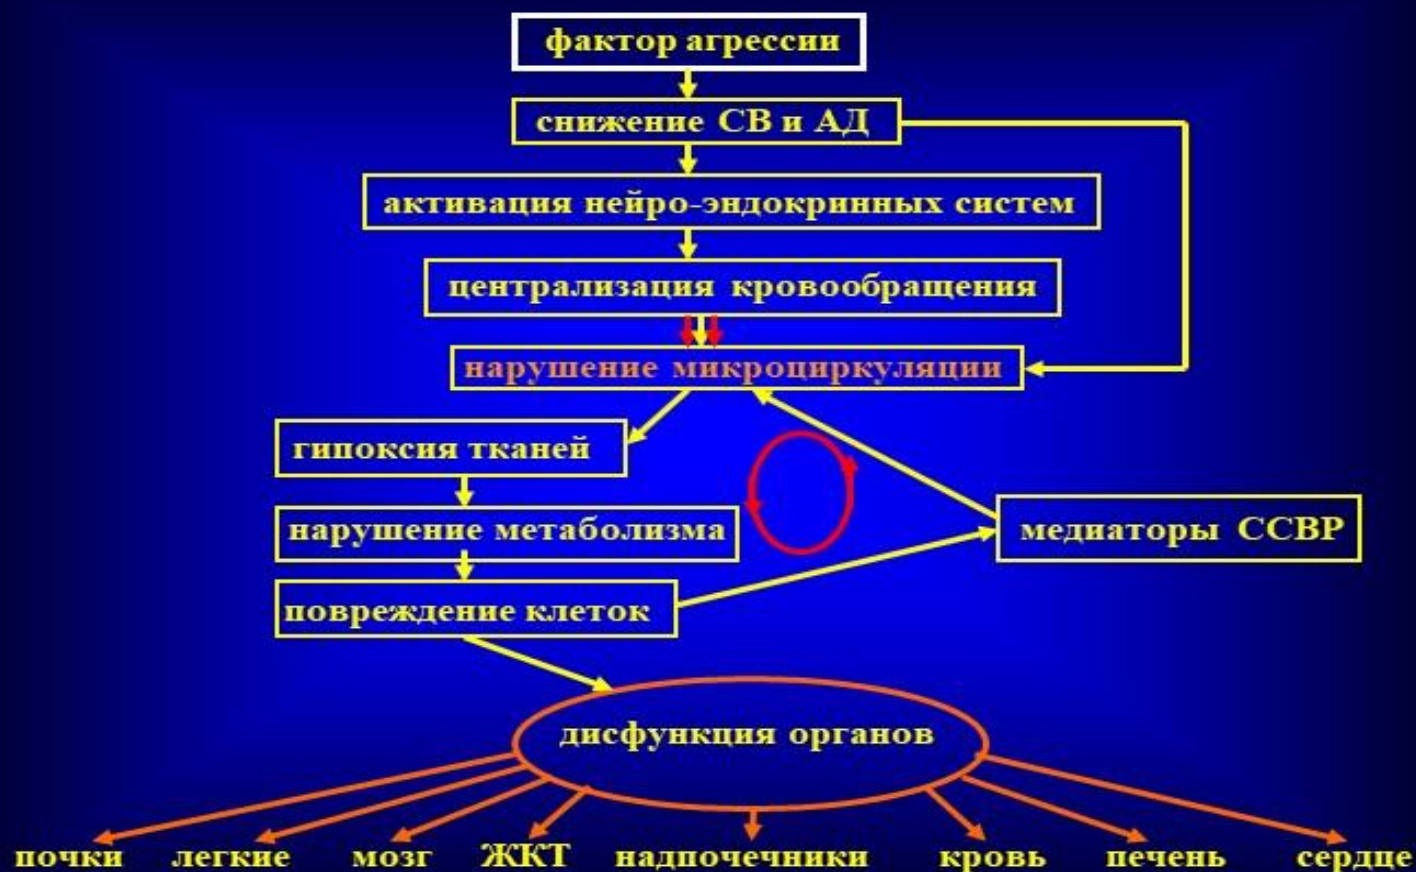 фактор агрессии
снижение СВ и АД
активация нейро-эндокринных систем
централизация кровообращения
нарушение микроциркуляции
гипоксия тканей
нарушение метаболизма
медиаторы ССВР
повреждение клеток
дисфункция органов
почки легкие мозг ЖКТ надпочечники кровь печень сердце